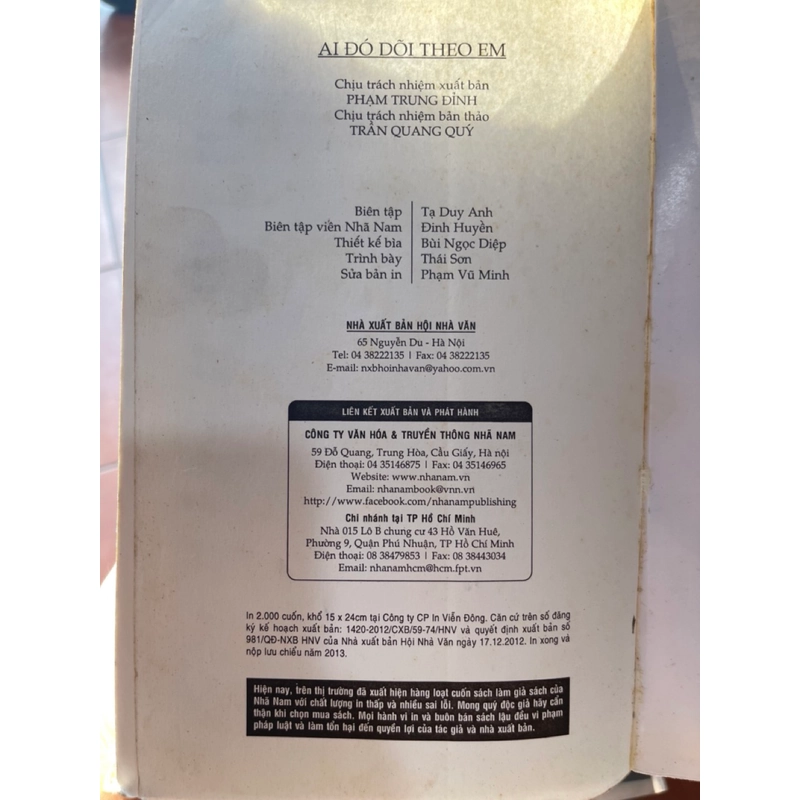 AI ĐÓ DÕI THEO EM
Chịu trách nhiệm xuất bản
PHẠM TRUNG ĐỈNH
Chịu trách nhiệm bản thảo
TRẦN QUANG QUÝ
Biên tập | Tạ Duy Anh
Biên tập viên Nhã Nam | Đinh Huyền
Thiết kế bìa | Bùi Ngọc Diệp
Trình bày | Thái Sơn
Sửa bản in | Phạm Vũ Minh
NHÀ XUẤT BẢN HỘI NHÀ VĂN
65 Nguyễn Du - Hà Nội
Tel: 04 38222135 | Fax: 04 38222135
E-mail: nxbhoinhavan@yahoo.com.vn
LIÊN KẾT XUẤT BẢN VÀ PHÁT HÀNH
CÔNG TY VĂN HÓA & TRUYỀN THÔNG NHÃ NAM
59 Đỗ Quang, Trung Hòa, Cầu Giấy, Hà nội
Điện thoại: 04 35146875 | Fax: 04 35146965
Website: www.nhanam.vn
Email: nhanambook@vnn.vn
http://www.facebook.com/nhanampublishing
Chi nhánh tại TP Hồ Chí Minh
Nhà 015 Lô B chung cư 43 Hồ Văn Huê,
Phường 9, Quận Phú Nhuận, TP Hồ Chí Minh
Điện thoại: 08 38479853 | Fax: 08 38443034
Email: nhanamhcm@hcm.fpt.vn
In 2.000 cuốn, khổ 15 x 24cm tại Công ty CP In Viễn Đông. Căn cứ trên số đăng
ký kế hoạch xuất bản: 1420-2012/CXB/59-74/HNV và quyết định xuất bản số
981/QĐ-NXB HNV của Nhà xuất bản Hội Nhà Văn ngày 17.12.2012. In xong và
nộp lưu chiểu năm 2013.
Hiện nay, trên thị trường đã xuất hiện hàng loạt cuốn sách làm giả sách của
Nhã Nam với chất lượng in thấp và nhiều sai lỗi. Mong quý độc giả hãy cẩn
thận khi chọn mua sách. Mọi hành vi in và buôn bán sách lậu đều vi phạm
pháp luật và làm tổn hại đến quyền lợi của tác giả và nhà xuất bản.